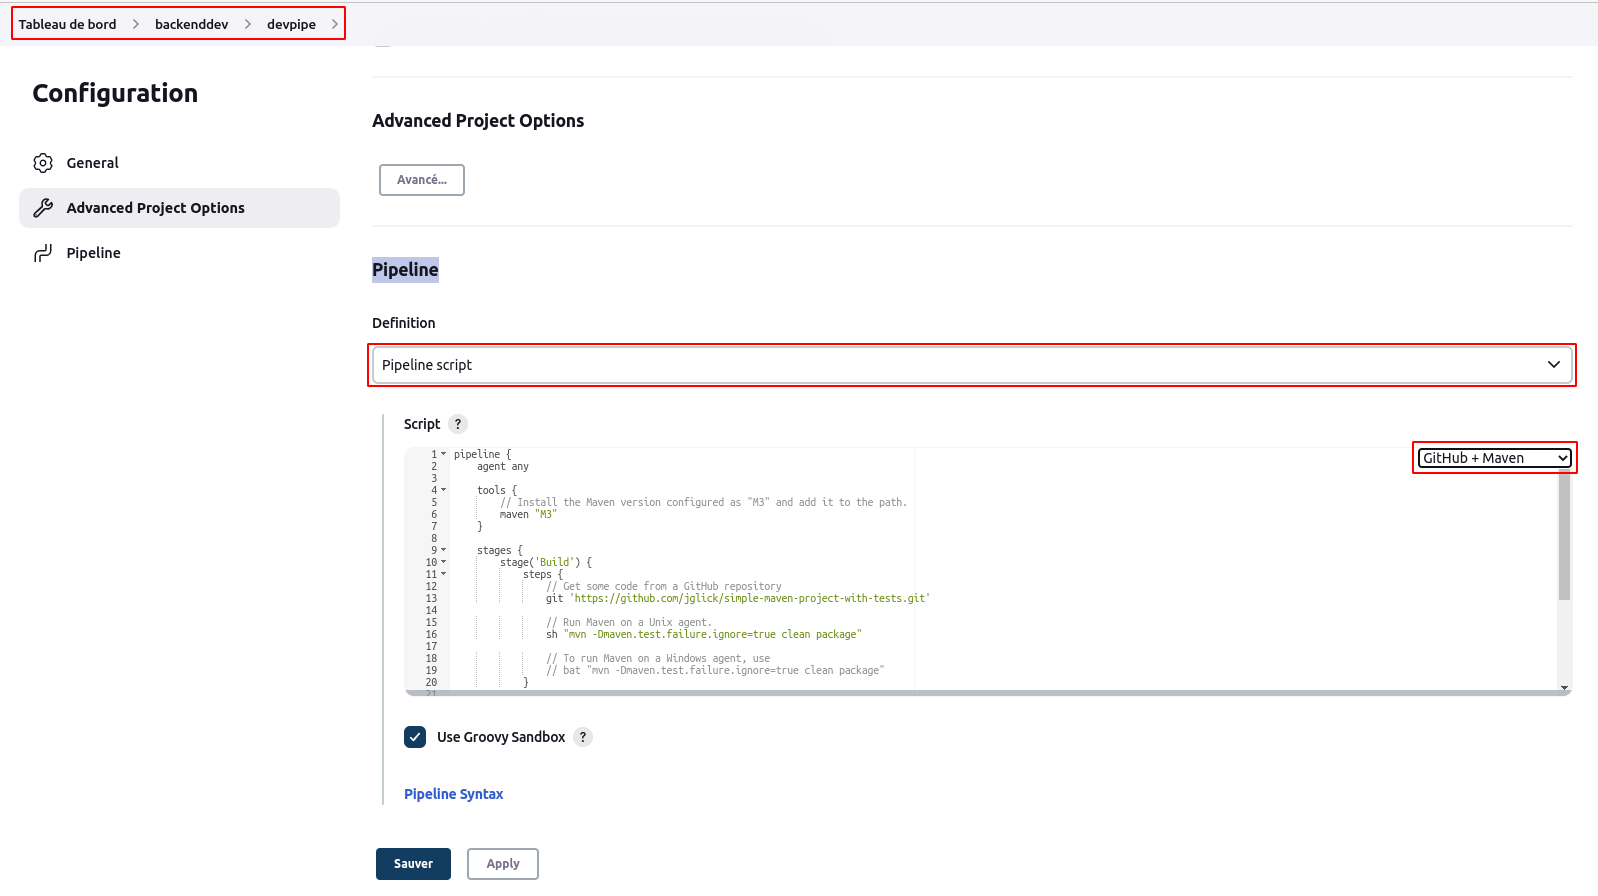 Tableau de bord > backenddev > devpipe >
Configuration
General
Advanced Project Options
Pipeline
Advanced Project Options
Avancé...
Pipeline
Definition
Pipeline script
Script ?
GitHub + Maven
1 pipeline {
2 agent any
3
4 tools {
5 // Install the Maven version configured as "M3" and add it to the path.
6 maven "M3"
7 }
8
9 stages {
10 stage('Build') {
11 steps {
12 // Get some code from a GitHub repository
13 git 'https://github.com/jglick/simple-maven-project-with-tests.git'
14
15 // Run Maven on a Unix agent.
16 sh "mvn -Dmaven.test.failure.ignore=true clean package"
17
18 // To run Maven on a Windows agent, use
19 // bat "mvn -Dmaven.test.failure.ignore=true clean package"
20 }
21
Use Groovy Sandbox ?
Pipeline Syntax
Sauver
Apply